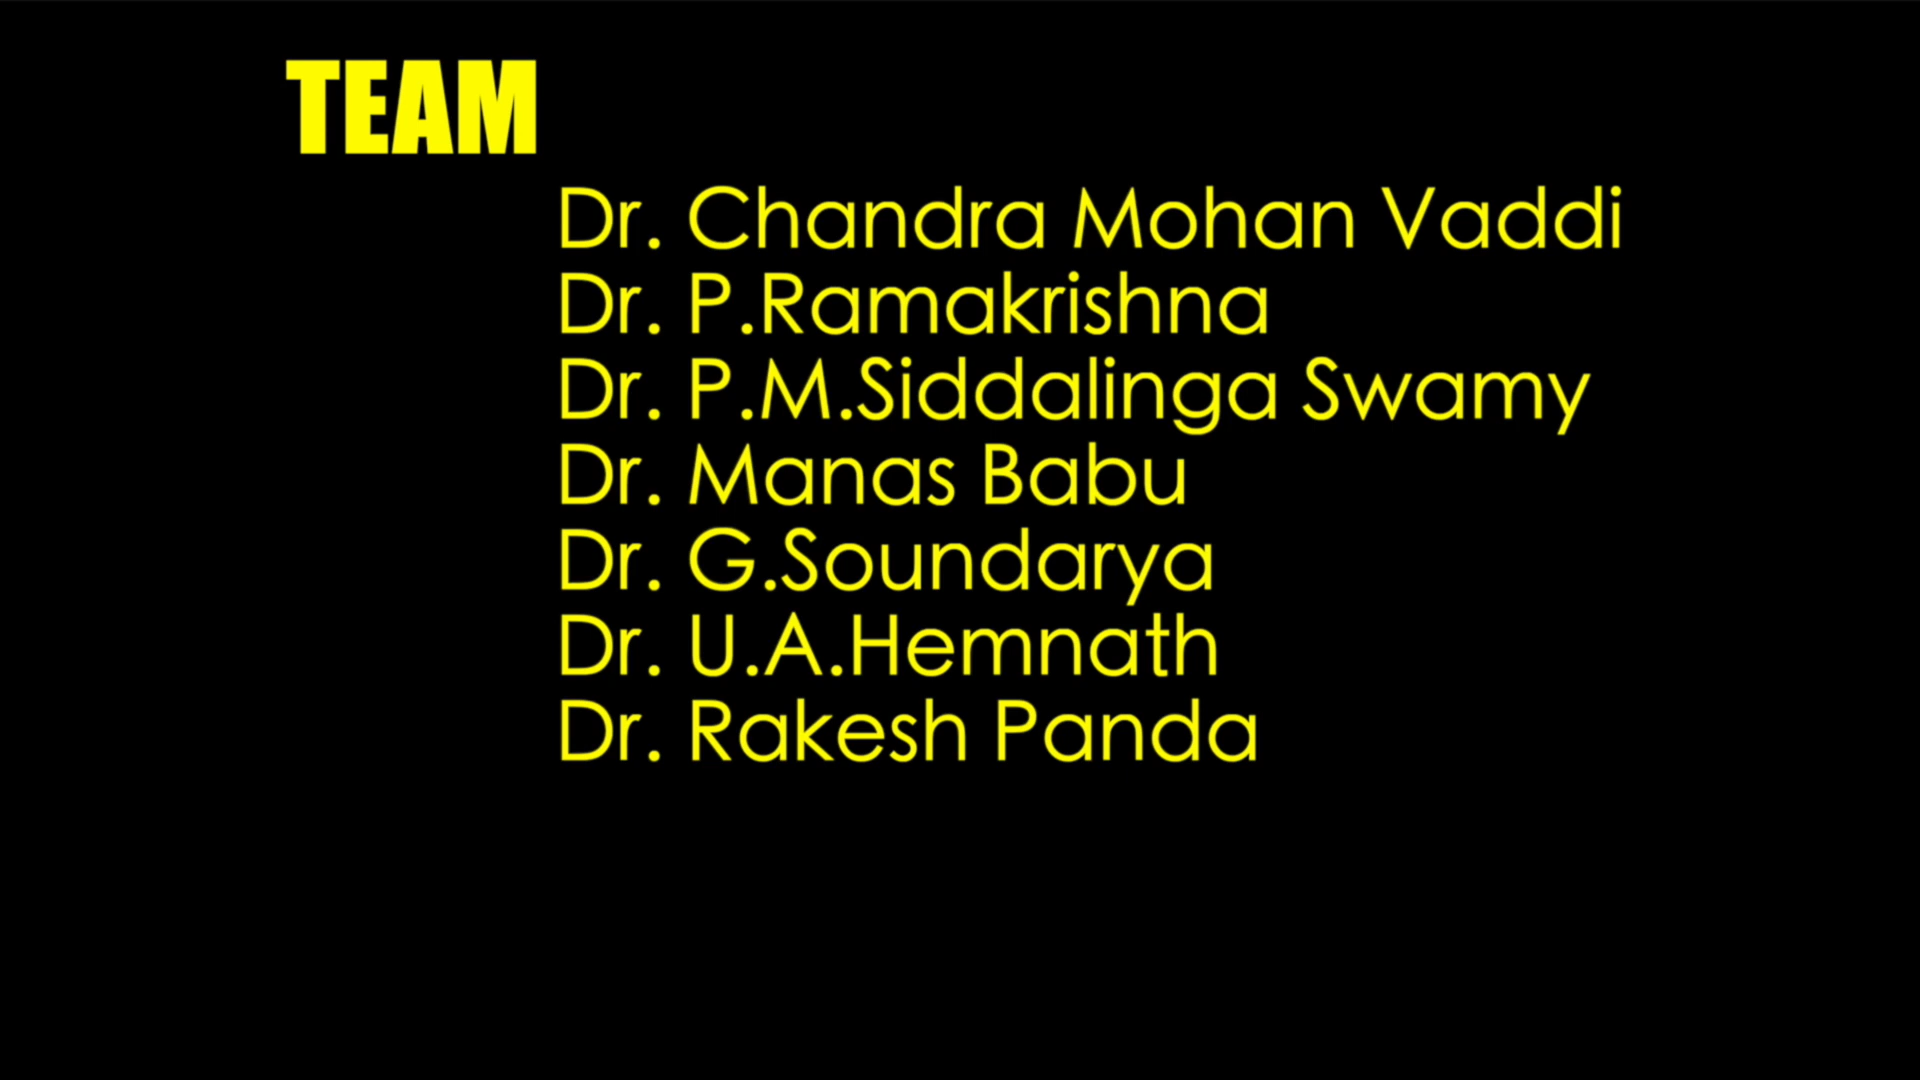 TEAM
Dr. Chandra Mohan Vaddi
Dr. P.Ramakrishna
Dr. P.M.Siddalinga Swamy
Dr. Manas Babu
Dr. G.Soundarya
Dr. U.A.Hemnath
Dr. Rakesh Panda